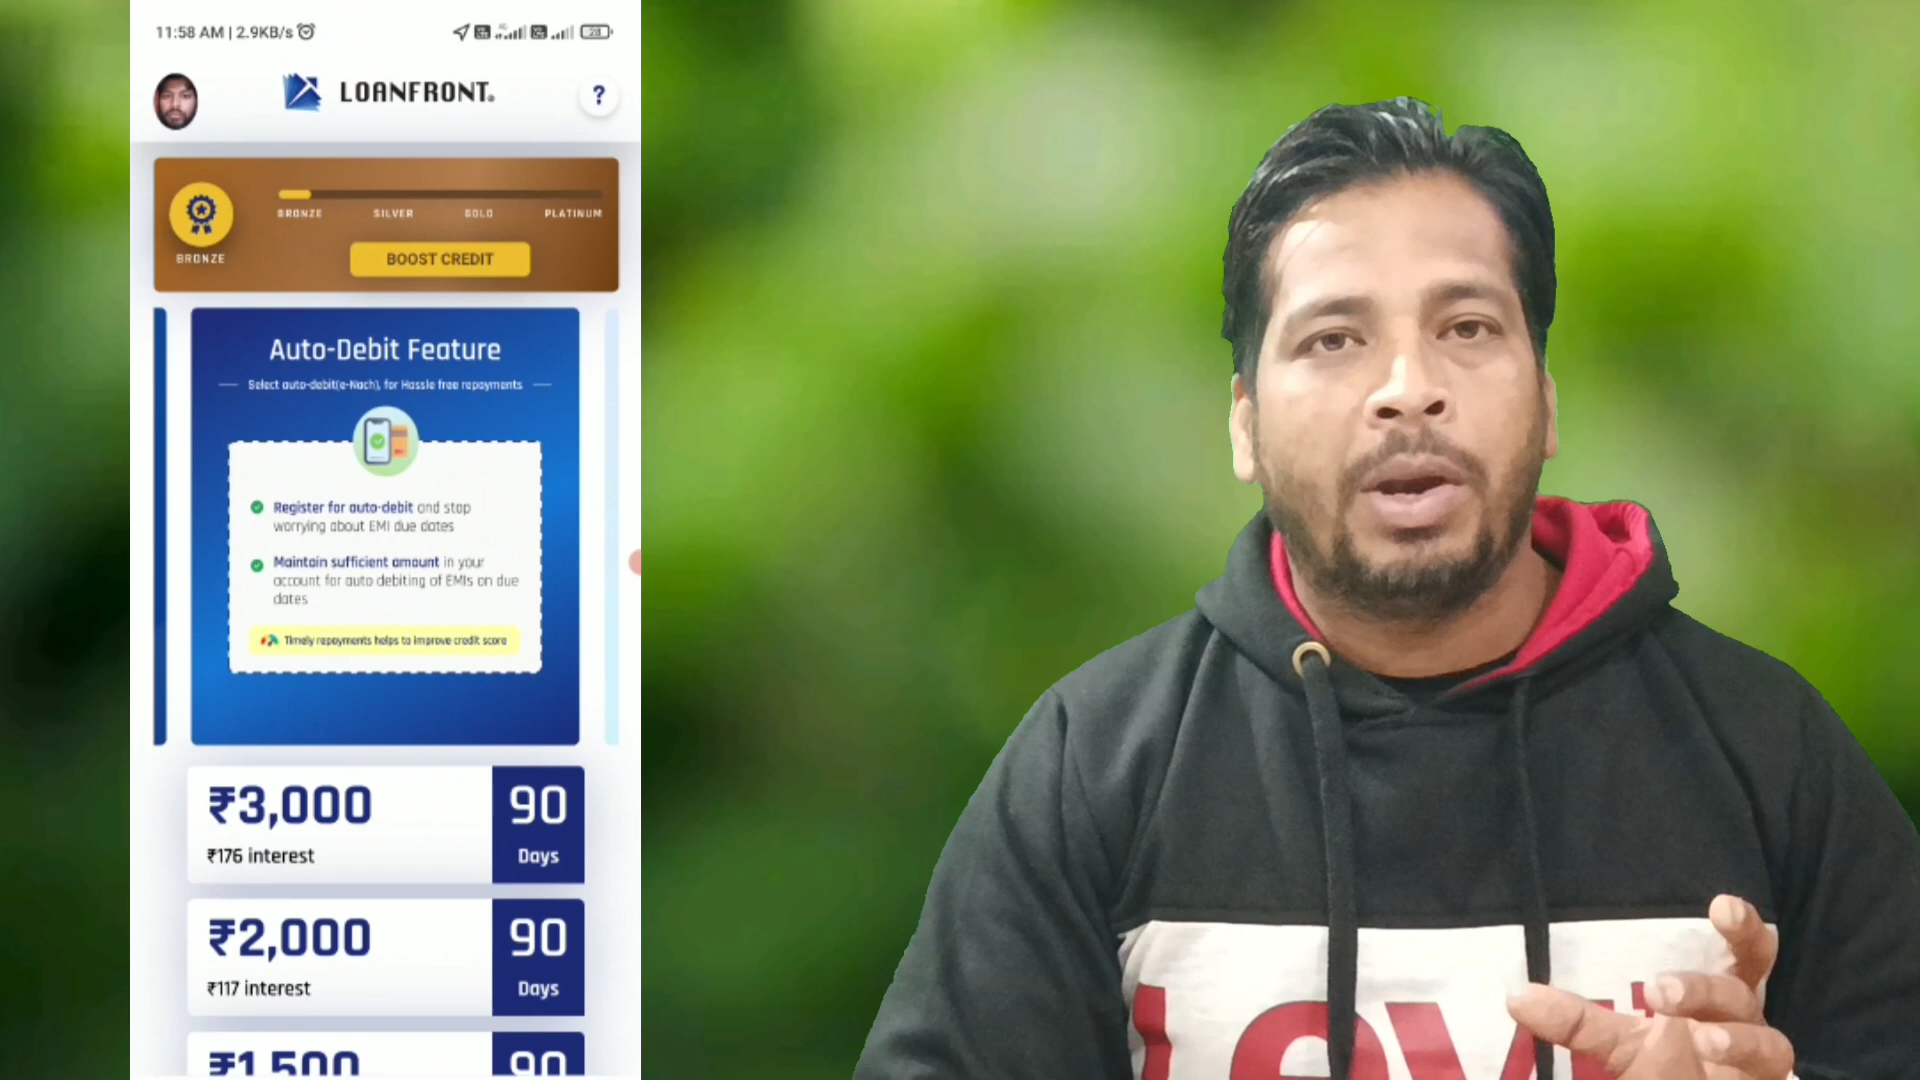 11:58 AM | 2.9KB/s
LOANFRONT
?
BRONZE
BRONZE SILVER GOLD PLATINUM
BOOST CREDIT
Auto-Debit Feature
Select auto-debit(e-Nach), for Hassle free repayments
Register for auto-debit and stop
worrying about EMI due dates
Maintain sufficient amount in your
account for auto debiting of EMIs on due
dates
Timely repayments helps to improve credit score
₹3,000
₹176 interest
90
Days
₹2,000
₹117 interest
90
Days
₹1,500
90
Levi